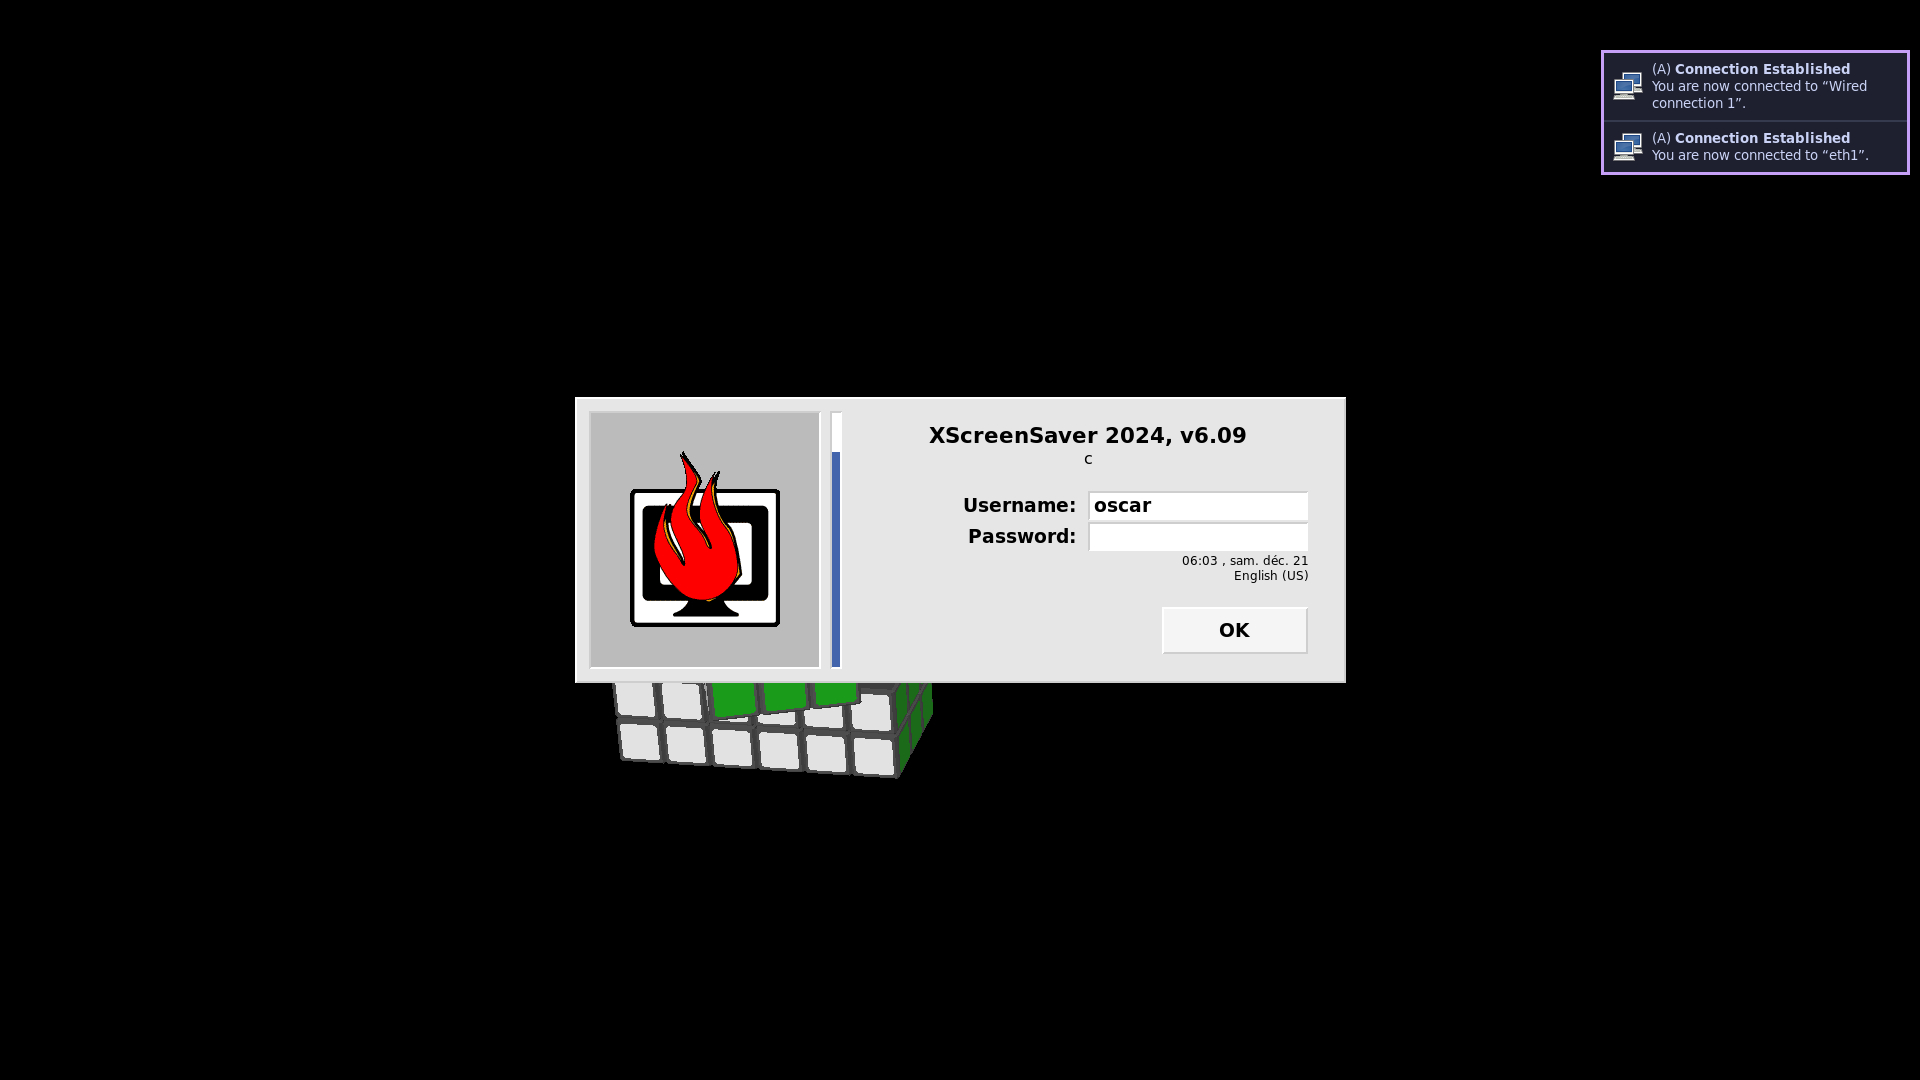 (A) Connection Established
You are now connected to “Wired
connection 1”.
(A) Connection Established
You are now connected to “eth1”.
XScreenSaver 2024, v6.09
c
Username: oscar
Password:
06:03 , sam. déc. 21
English (US)
OK